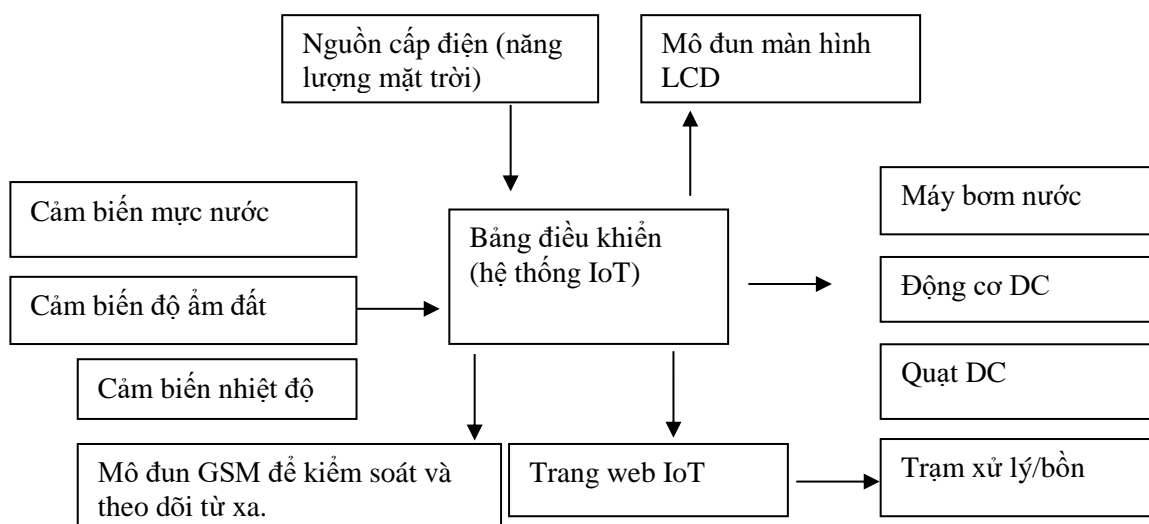 Nguồn cấp điện (năng
lượng mặt trời)
Mô đun màn hình
LCD
Cảm biến mực nước
Bảng điều khiển
(hệ thống IoT)
Máy bơm nước
Cảm biến độ ẩm đất
Động cơ DC
Cảm biến nhiệt độ
Quạt DC
Mô đun GSM để kiểm soát và
theo dõi từ xa.
Trang web IoT
Trạm xử lý/bồn